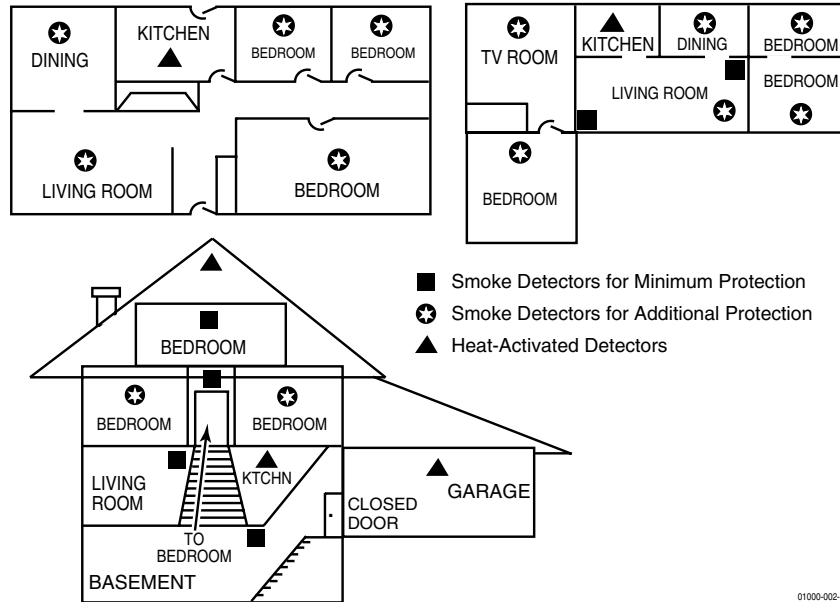 DINING
KITCHEN
BEDROOM
BEDROOM
LIVING ROOM
BEDROOM
TV ROOM
KITCHEN
DINING
BEDROOM
LIVING ROOM
BEDROOM
BEDROOM
Smoke Detectors for Minimum Protection
Smoke Detectors for Additional Protection
Heat-Activated Detectors
BEDROOM
BEDROOM
BEDROOM
LIVING
ROOM
KTCHN
CLOSED
DOOR
GARAGE
TO
BEDROOM
BASEMENT
01000-002-